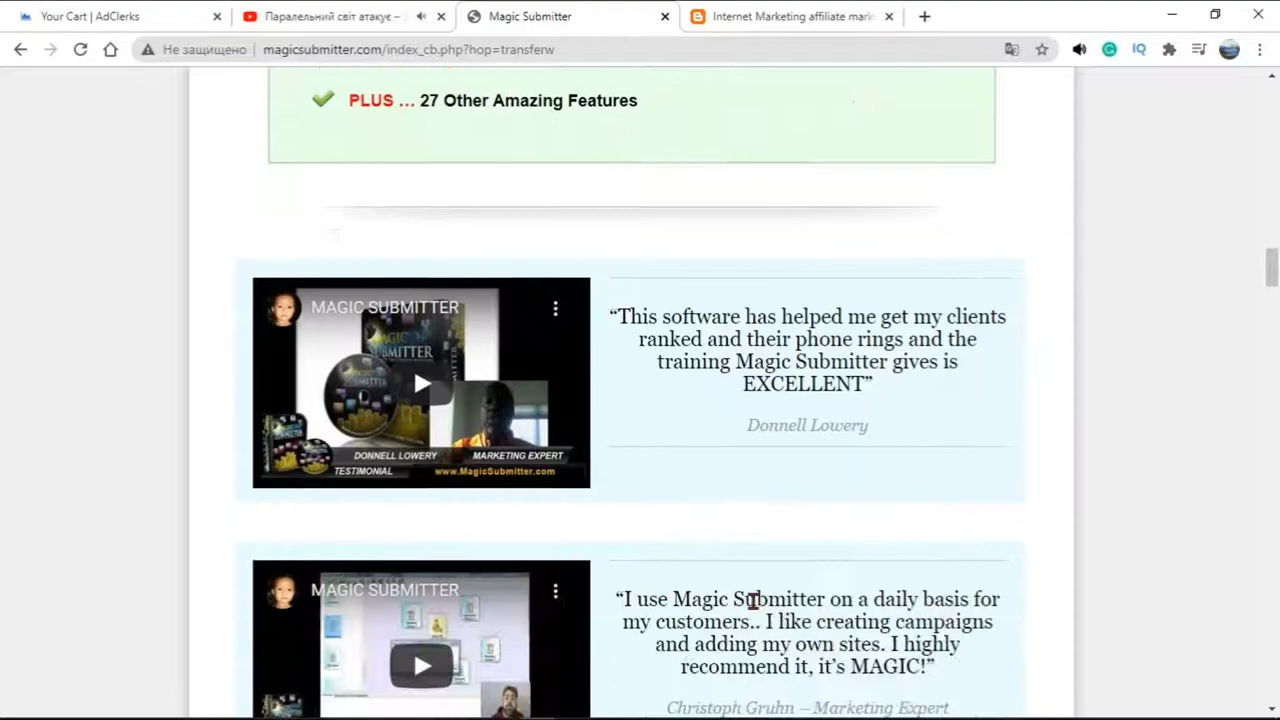 Your Cart | AdClerks
Паралельний світ атакує –
Magic Submitter
Internet Marketing affiliate mark
Не защищено
magicsubmitter.com/index_cb.php?hop=transferw
IQ
PLUS ... 27 Other Amazing Features
MAGIC SUBMITTER
MAGIC
SUBMITTER
DONNELL LOWERY
MARKETING EXPERT
TESTIMONIAL
www.MagicSubmitter.com
“This software has helped me get my clients
ranked and their phone rings and the
training Magic Submitter gives is
EXCELLENT”
Donnell Lowery
MAGIC SUBMITTER
“I use Magic Submitter on a daily basis for
my customers.. I like creating campaigns
and adding my own sites. I highly
recommend it, it’s MAGIC!”
Christoph Gruhn – Marketing Expert